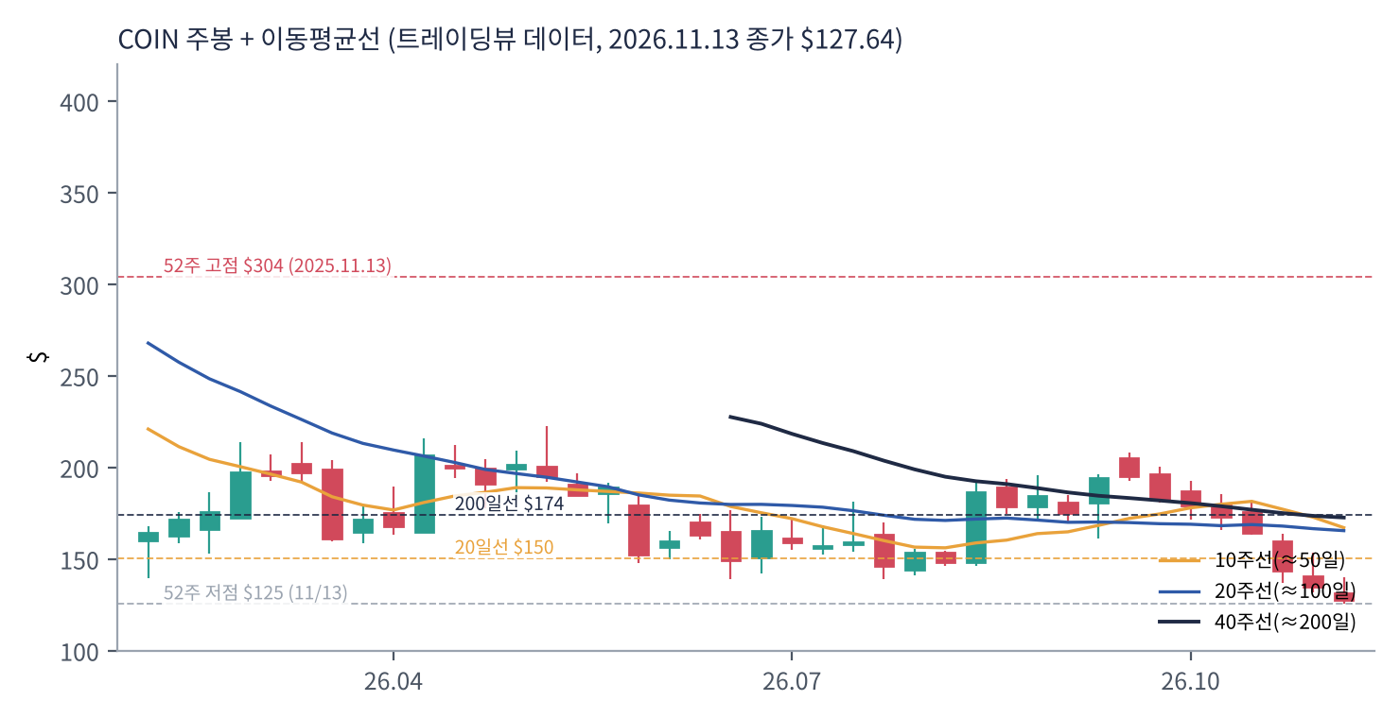 COIN 주봉 + 이동평균선 (트레이딩뷰 데이터, 2026.11.13 종가 $127.64)
400
350
52주 고점 $304 (2025.11.13)
300
$
250
200
200일선 $174
20일선 $150
150
10주선(≈50일)
52주 저점 $125 (11/13)
20주선(≈100일)
40주선(≈200일)
100
26.04
26.07
26.10